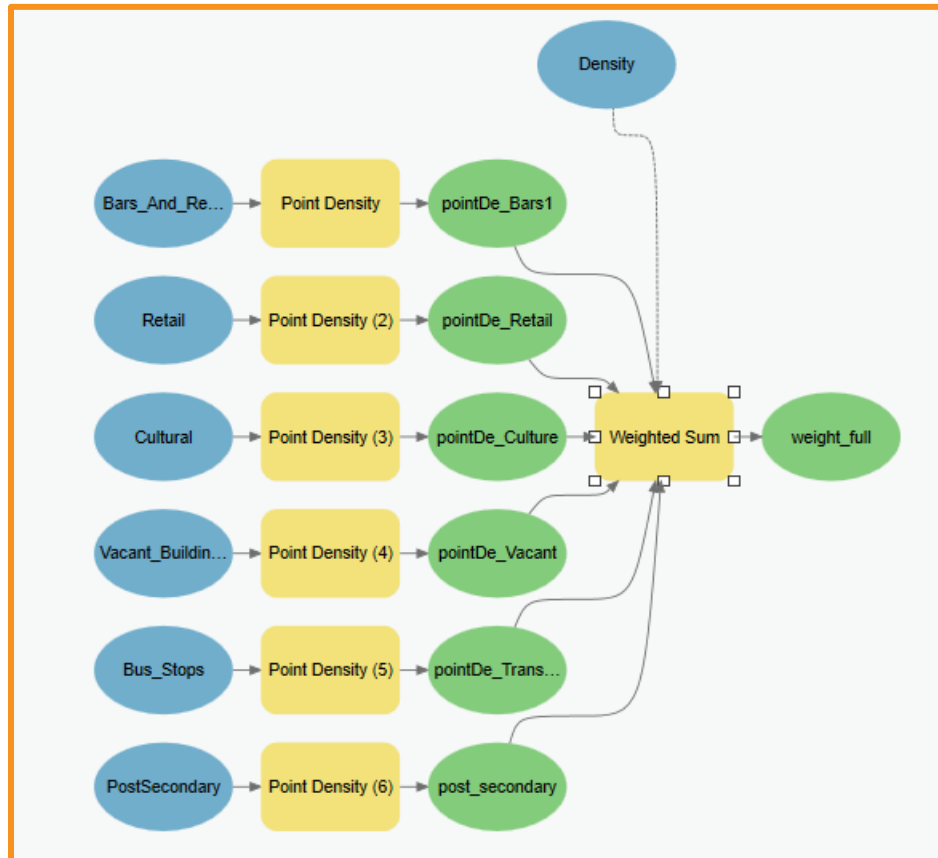 Density
Bars_And_Re...
Point Density
pointDe_Bars1
Retail
Point Density (2)
pointDe_Retail
Cultural
Point Density (3)
pointDe_Culture
Weighted Sum
weight_full
Vacant_Buildin...
Point Density (4)
pointDe_Vacant
Bus_Stops
Point Density (5)
pointDe_Trans...
PostSecondary
Point Density (6)
post_secondary